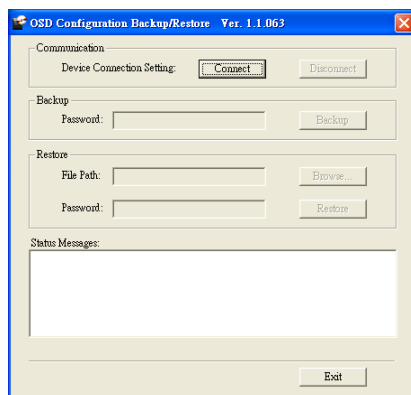 OSD Configuration Backup/Restore Ver. 1.1.063
Communication
Device Connection Setting: Connect Disconnect
Backup
Password: Backup
Restore
File Path: Browse...
Password: Restore
Status Messages:
Exit